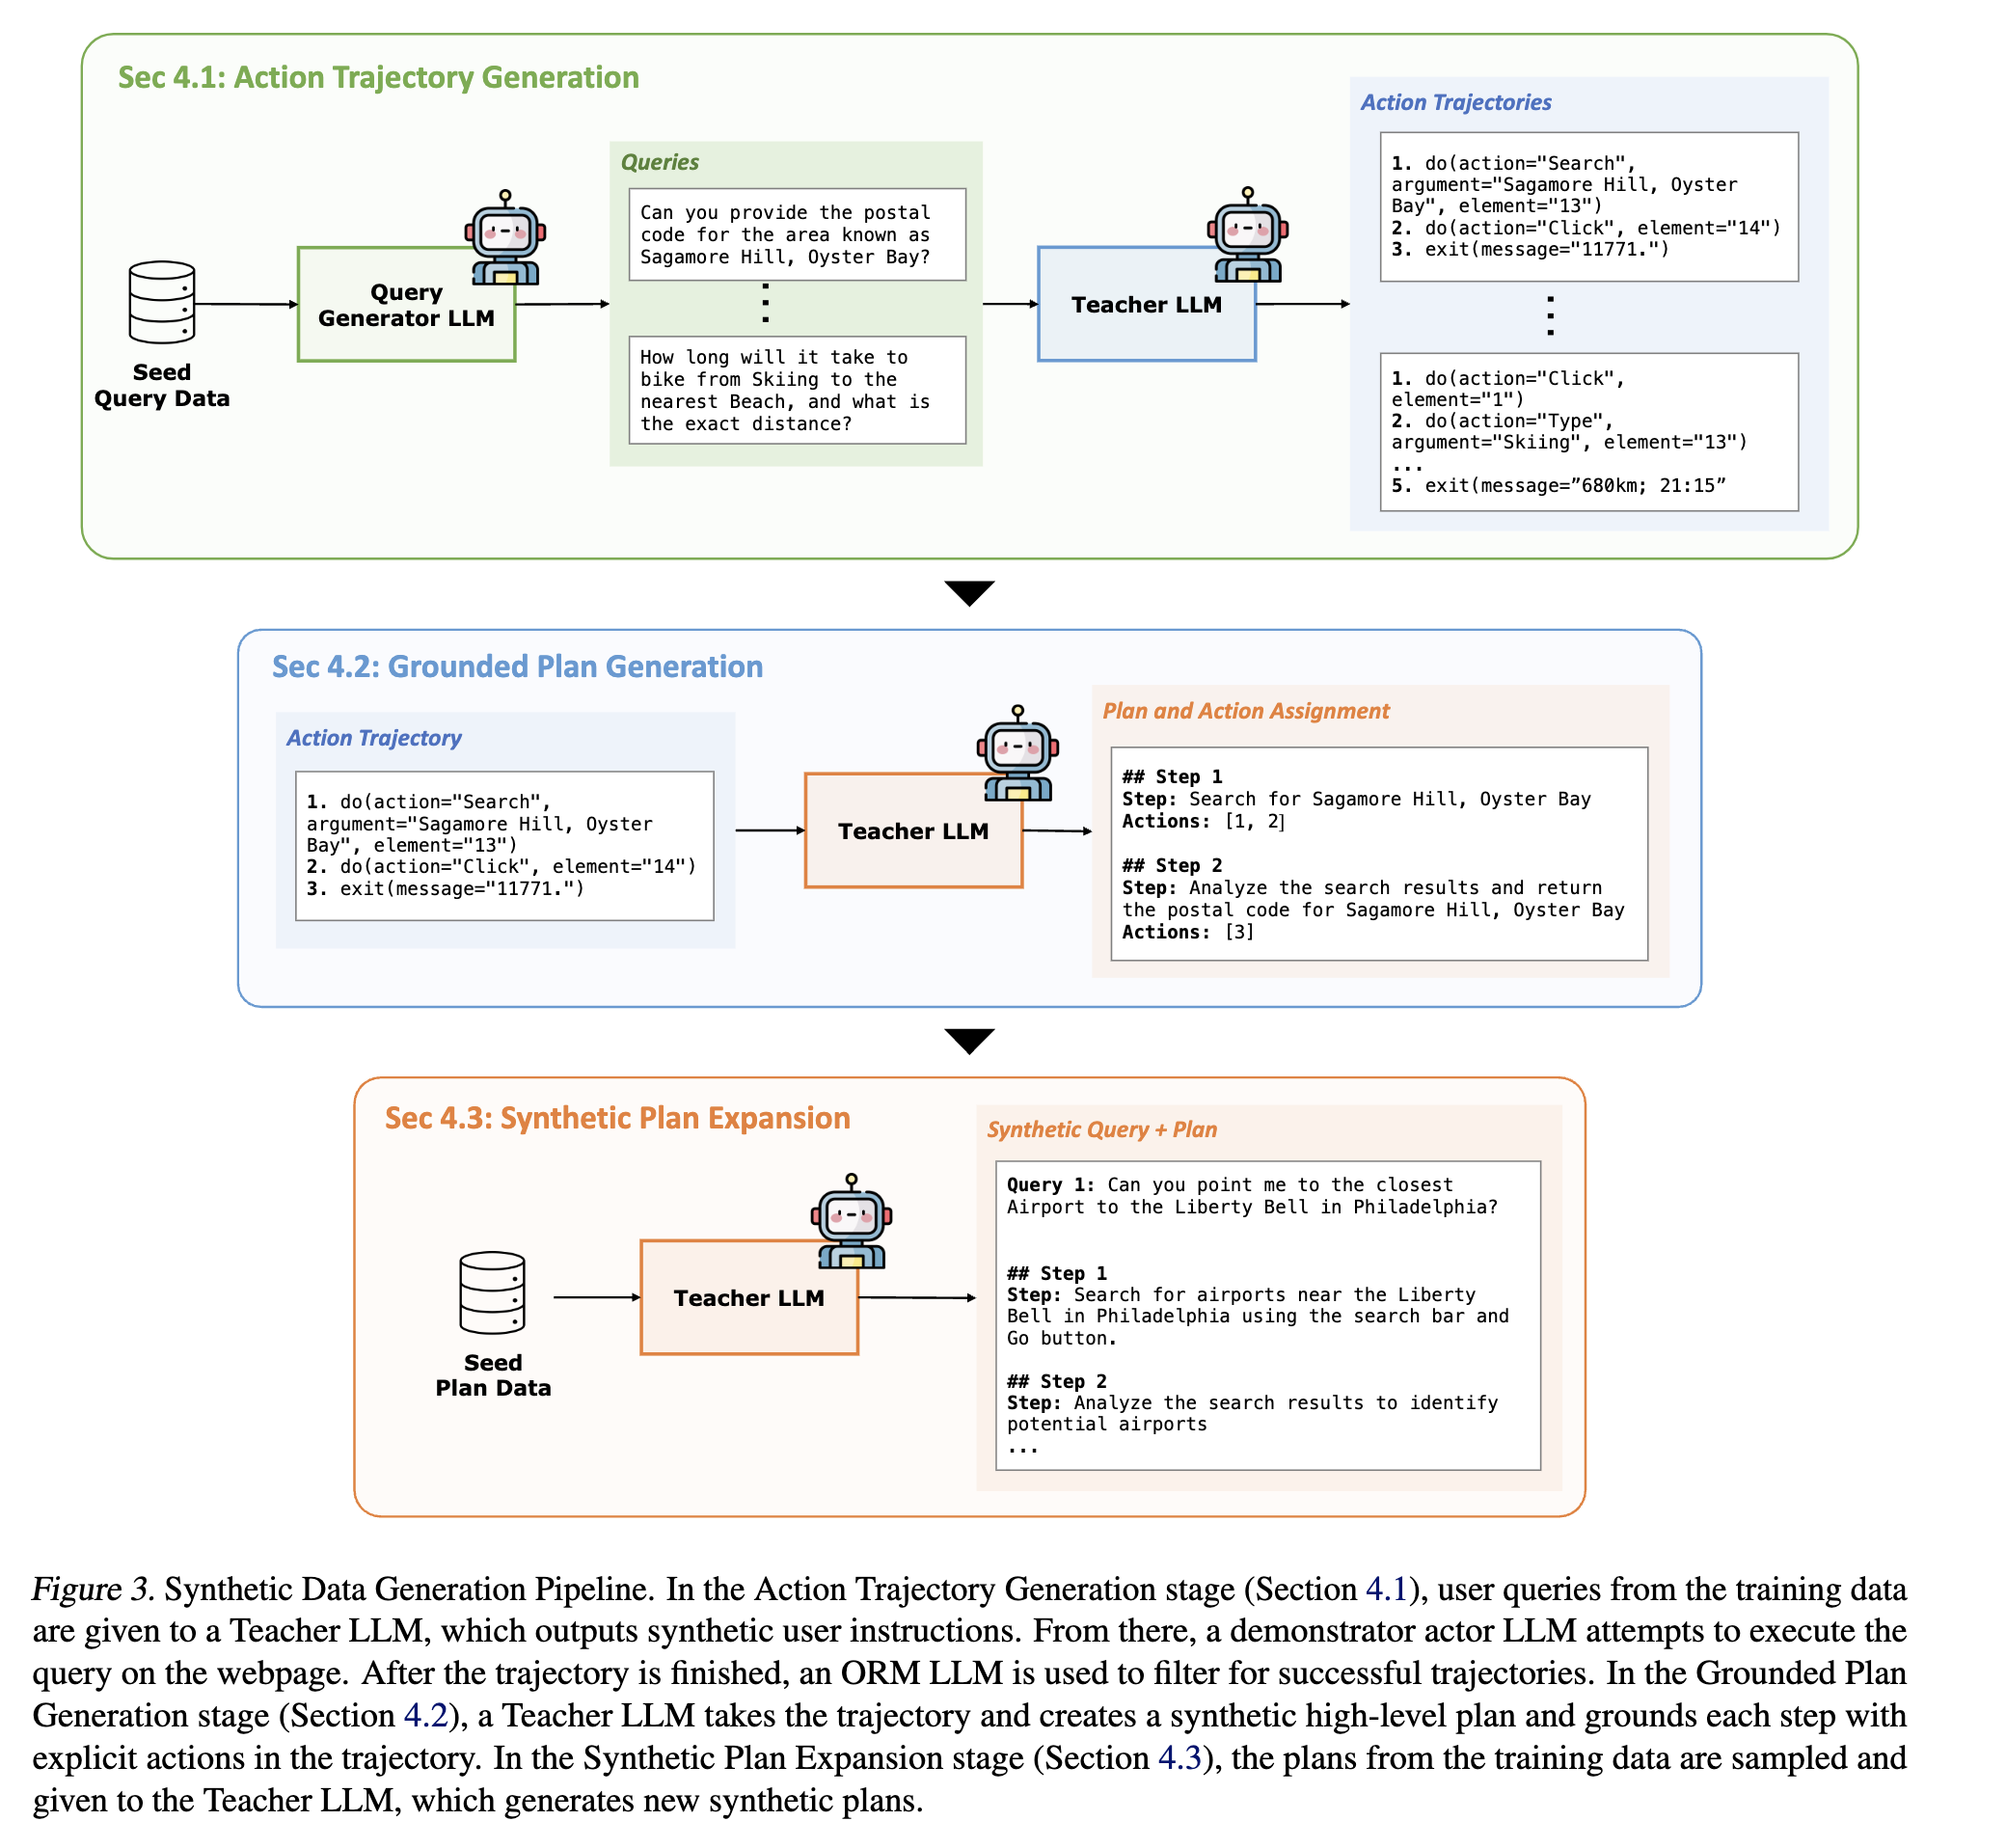 Sec 4.1: Action Trajectory Generation
Seed
Query Data
Query
Generator LLM
Queries
Can you provide the postal
code for the area known as
Sagamore Hill, Oyster Bay?
How long will it take to
bike from Skiing to the
nearest Beach, and what is
the exact distance?
Teacher LLM
Action Trajectories
1. do(action="Search",
argument="Sagamore Hill, Oyster
Bay", element="13")
2. do(action="Click", element="14")
3. exit(message="11771.")
1. do(action="Click",
element="1")
2. do(action="Type",
argument="Skiing", element="13")
...
5. exit(message=”680km; 21:15”
Sec 4.2: Grounded Plan Generation
Action Trajectory
1. do(action="Search",
argument="Sagamore Hill, Oyster
Bay", element="13")
2. do(action="Click", element="14")
3. exit(message="11771.")
Teacher LLM
Plan and Action Assignment
## Step 1
Step: Search for Sagamore Hill, Oyster Bay
Actions: [1, 2]
## Step 2
Step: Analyze the search results and return
the postal code for Sagamore Hill, Oyster Bay
Actions: [3]
Sec 4.3: Synthetic Plan Expansion
Seed
Plan Data
Teacher LLM
Synthetic Query + Plan
Query 1: Can you point me to the closest
Airport to the Liberty Bell in Philadelphia?
## Step 1
Step: Search for airports near the Liberty
Bell in Philadelphia using the search bar and
Go button.
## Step 2
Step: Analyze the search results to identify
potential airports
...
Figure 3. Synthetic Data Generation Pipeline. In the Action Trajectory Generation stage (Section 4.1), user queries from the training data
are given to a Teacher LLM, which outputs synthetic user instructions. From there, a demonstrator actor LLM attempts to execute the
query on the webpage. After the trajectory is finished, an ORM LLM is used to filter for successful trajectories. In the Grounded Plan
Generation stage (Section 4.2), a Teacher LLM takes the trajectory and creates a synthetic high-level plan and grounds each step with
explicit actions in the trajectory. In the Synthetic Plan Expansion stage (Section 4.3), the plans from the training data are sampled and
given to the Teacher LLM, which generates new synthetic plans.